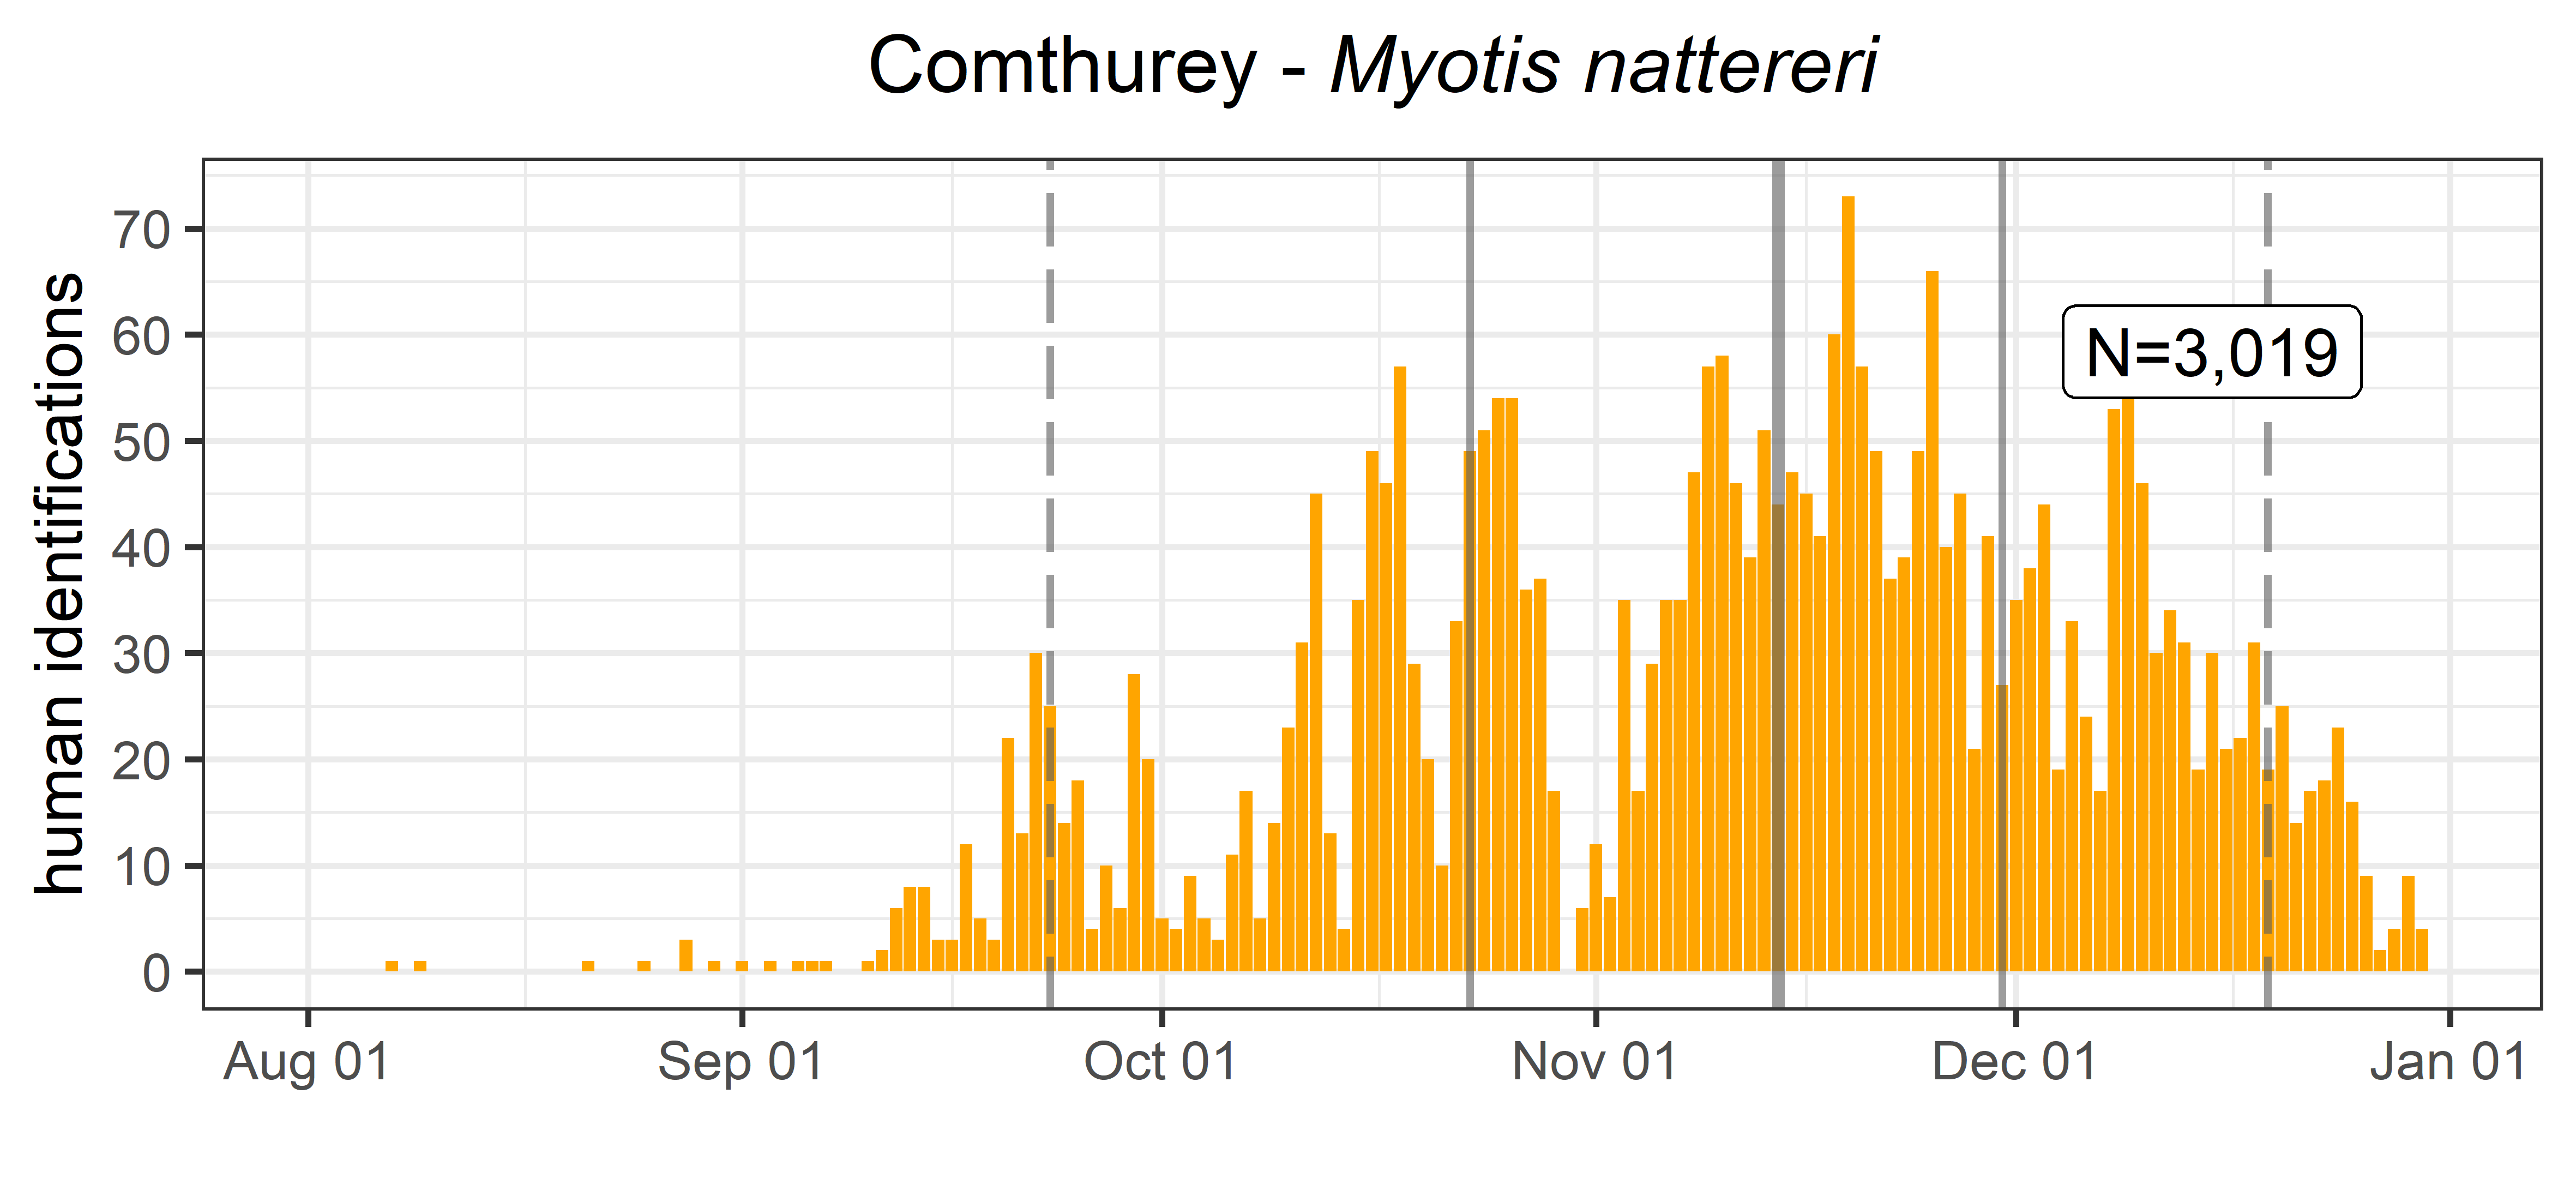 Comthurey - Myotis nattereri
human identifications
70
60
50
40
30
20
10
0
N=3,019
Aug 01
Sep 01
Oct 01
Nov 01
Dec 01
Jan 01